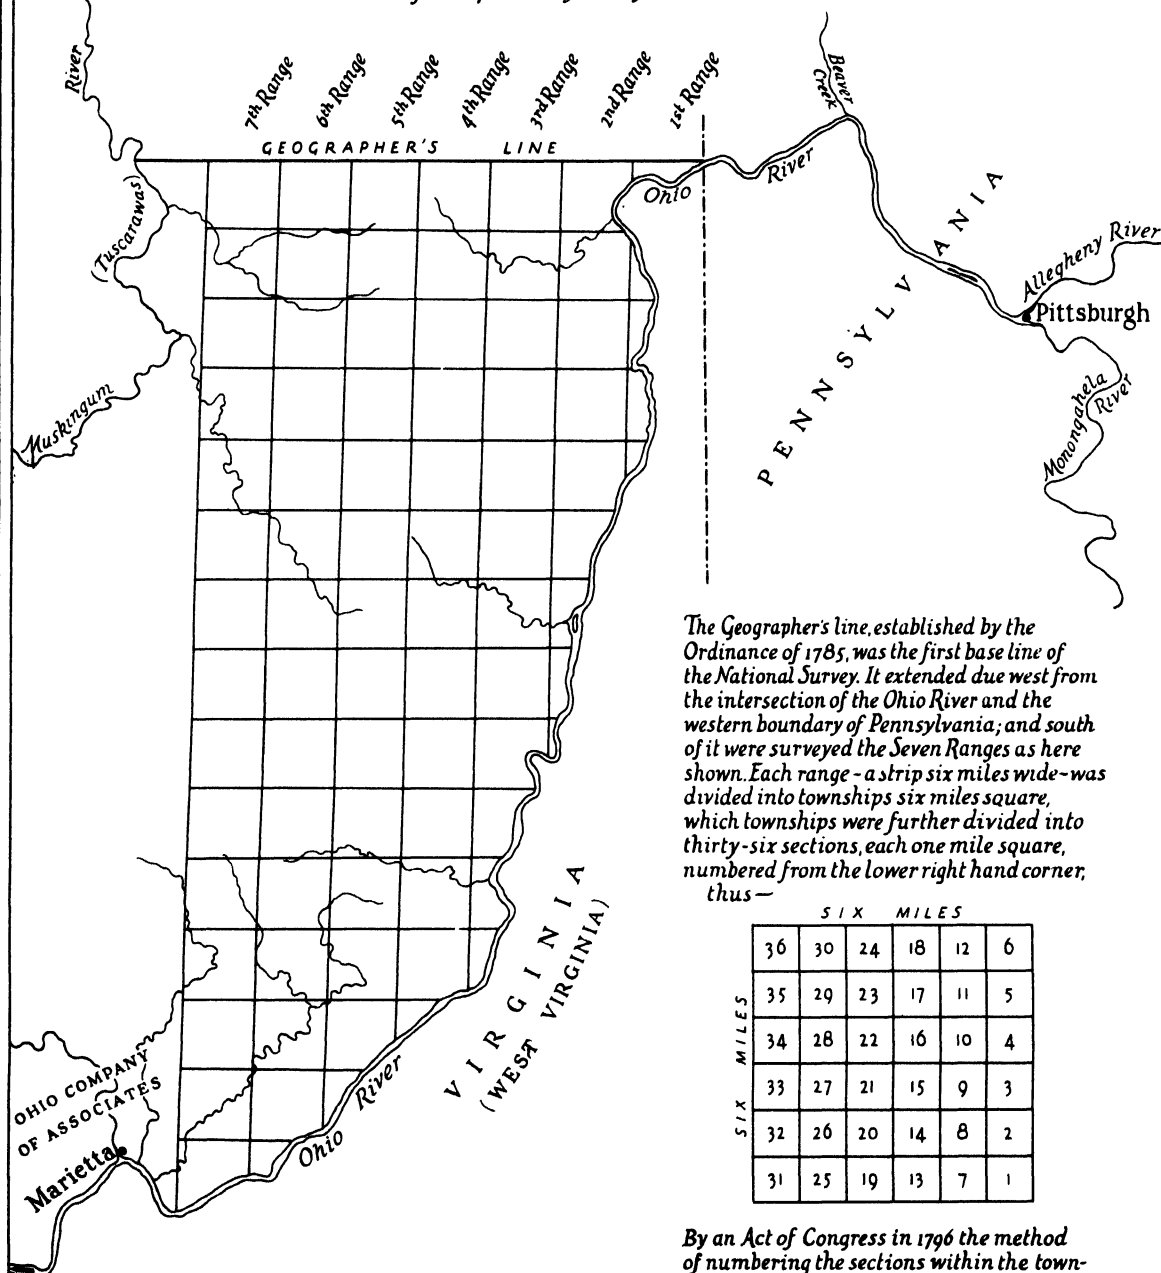 River
7th Range
6th Range
5th Range
4th Range
3rd Range
2nd Range
1st Range
GEOGRAPHER'S LINE
Beaver
Creek
Ohio
River
(Tuscarawas)
PENNSYLVANIA
Allegheny River
Pittsburgh
Monongahela
River
Muskingum
The Geographer's line, established by the
Ordinance of 1785, was the first base line of
the National Survey. It extended due west from
the intersection of the Ohio River and the
western boundary of Pennsylvania; and south
of it were surveyed the Seven Ranges as here
shown. Each range - a strip six miles wide - was
divided into townships six miles square,
which townships were further divided into
thirty-six sections, each one mile square,
numbered from the lower right hand corner,
thus —
SIX MILES
SIX MILES
36 30 24 18 12 6
35 29 23 17 11 5
34 28 22 16 10 4
33 27 21 15 9 3
32 26 20 14 8 2
31 25 19 13 7 1
VIRGINIA
(WEST VIRGINIA)
Ohio River
OHIO COMPANY
OF ASSOCIATES
Marietta
By an Act of Congress in 1796 the method
of numbering the sections within the town-